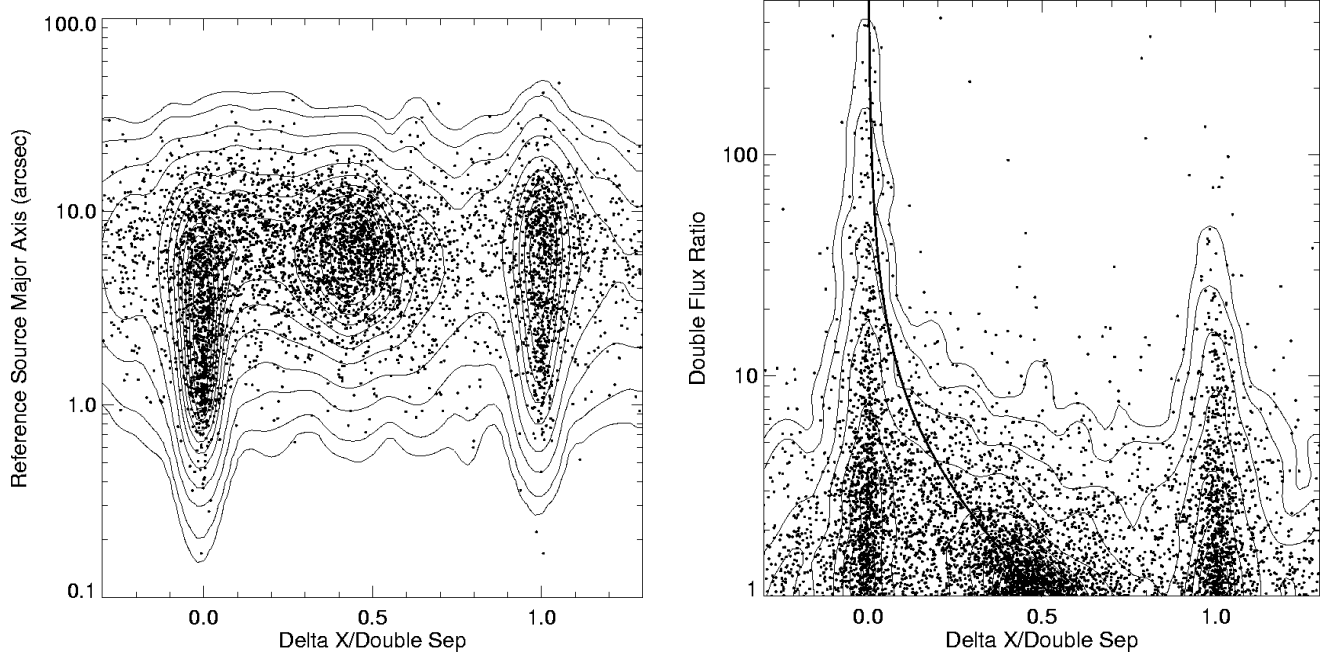 100.0
10.0
1.0
0.1
Reference Source Major Axis (arcsec)
0.0 0.5 1.0
Delta X/Double Sep
100
10
1
Double Flux Ratio
0.0 0.5 1.0
Delta X/Double Sep